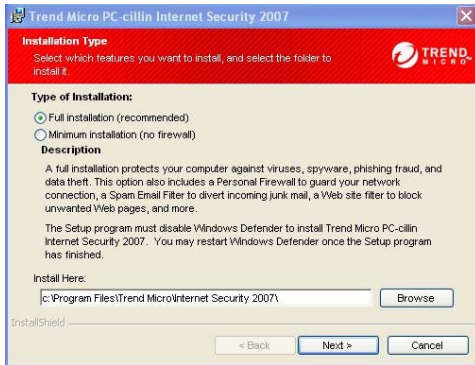 Trend Micro PC-cillin Internet Security 2007
Installation Type
Select which features you want to install, and select the folder to
install it.
TREND
MICRO
Type of Installation:
Full installation (recommended)
Minimum installation (no firewall)
Description
A full installation protects your computer against viruses, spyware, phishing fraud, and
data theft. This option also includes a Personal Firewall to guard your network
connection, a Spam Email Filter to divert incoming junk mail, a Web site filter to block
unwanted Web pages, and more.
The Setup program must disable Windows Defender to install Trend Micro PC-cillin
Internet Security 2007. You may restart Windows Defender once the Setup program
has finished.
Install Here:
c:\Program Files\Trend Micro\Internet Security 2007\
Browse
InstallShield
< Back
Next >
Cancel